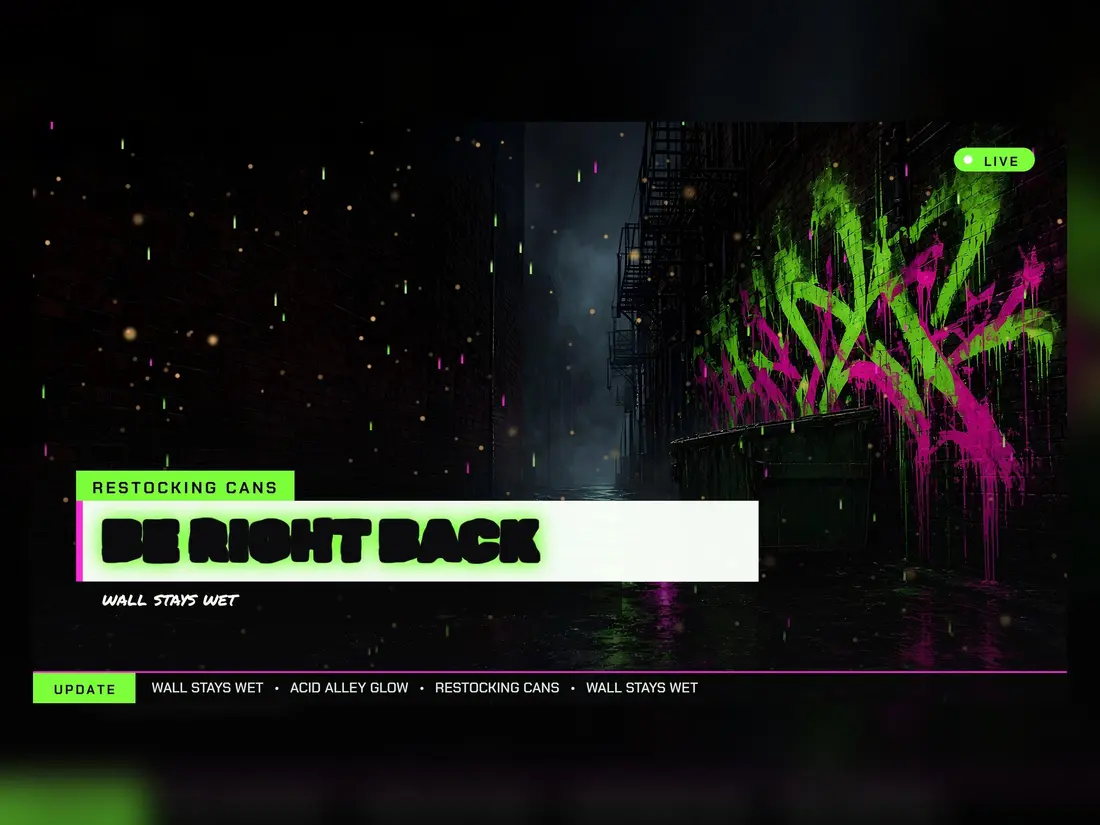 LIVE
RESTOCKING CANS
BE RIGHT BACK
WALL STAYS WET
UPDATE WALL STAYS WET • ACID ALLEY GLOW • RESTOCKING CANS • WALL STAYS WET